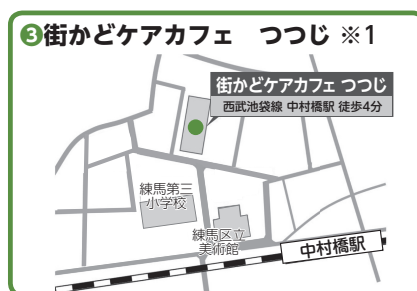 ❸街かどケアカフェ　つつじ ※1
街かどケアカフェ つつじ
西武池袋線 中村橋駅 徒歩4分
練馬第三
小学校
練馬区立
美術館
中村橋駅